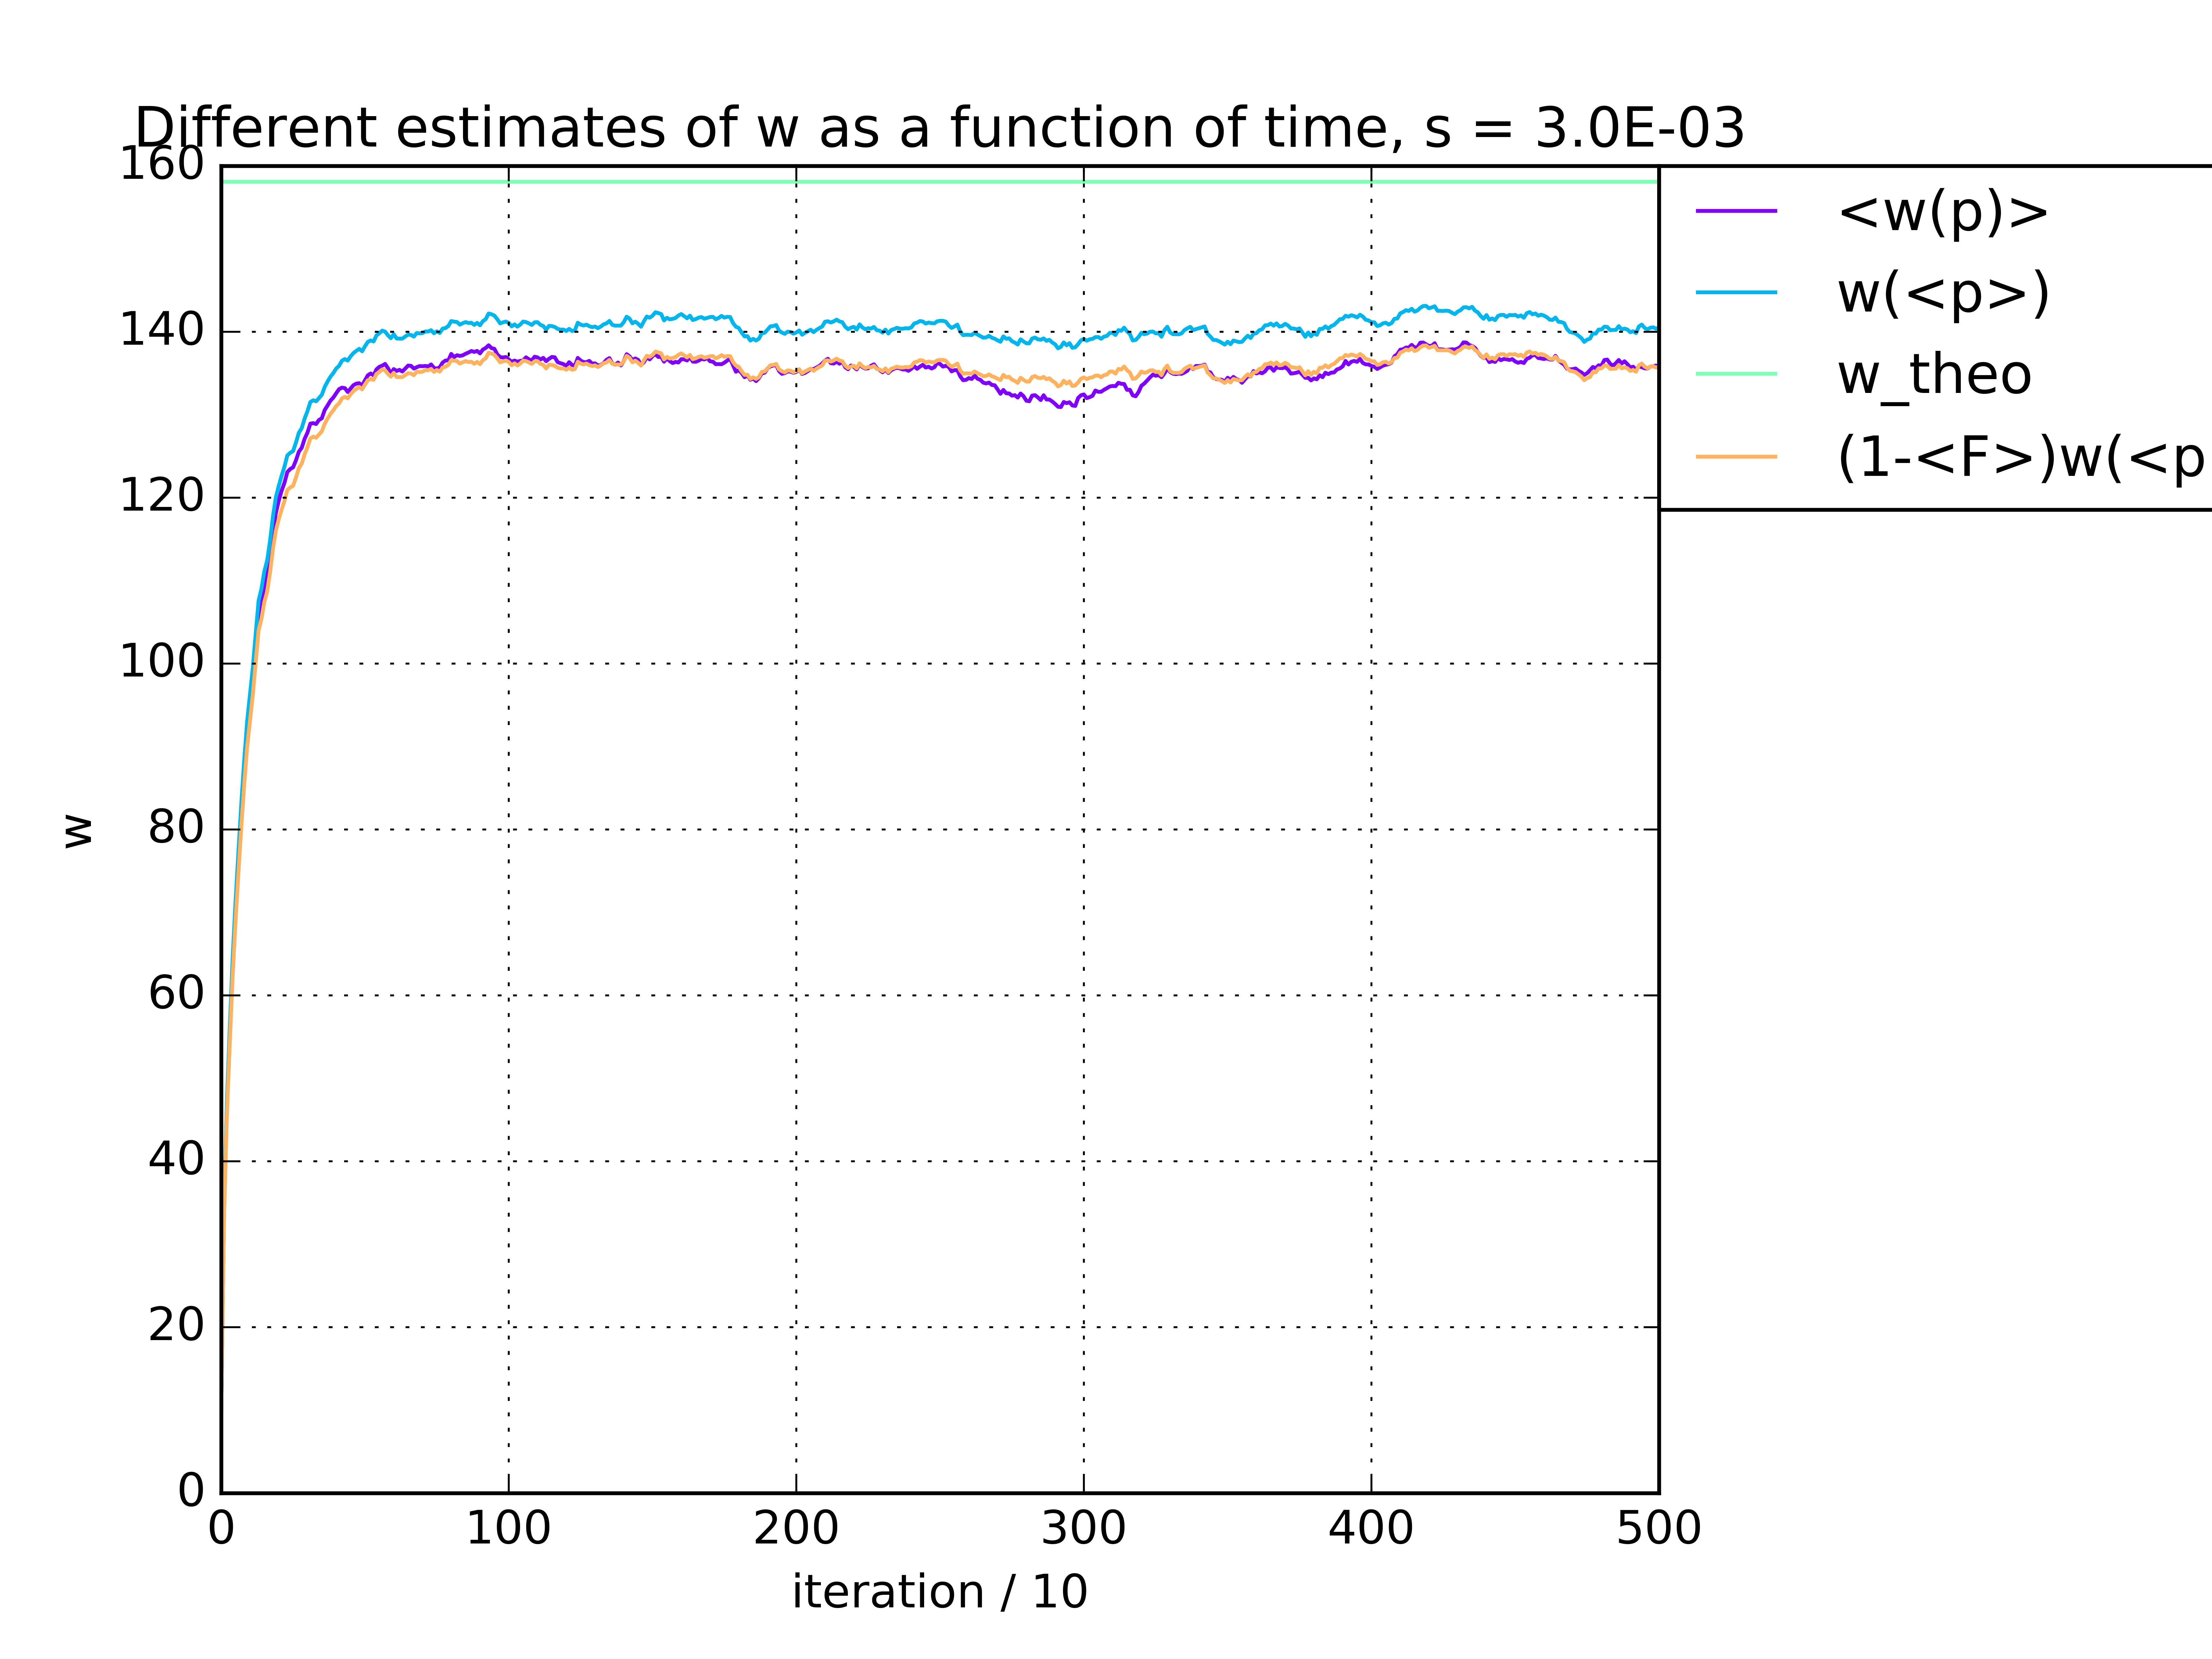 Different estimates of w as a function of time, s = 3.0E-03
160
140
120
100
80
60
40
20
0
w
0 100 200 300 400 500
iteration / 10
<w(p)>
w(<p>)
w_theo
(1-<F>)w(<p